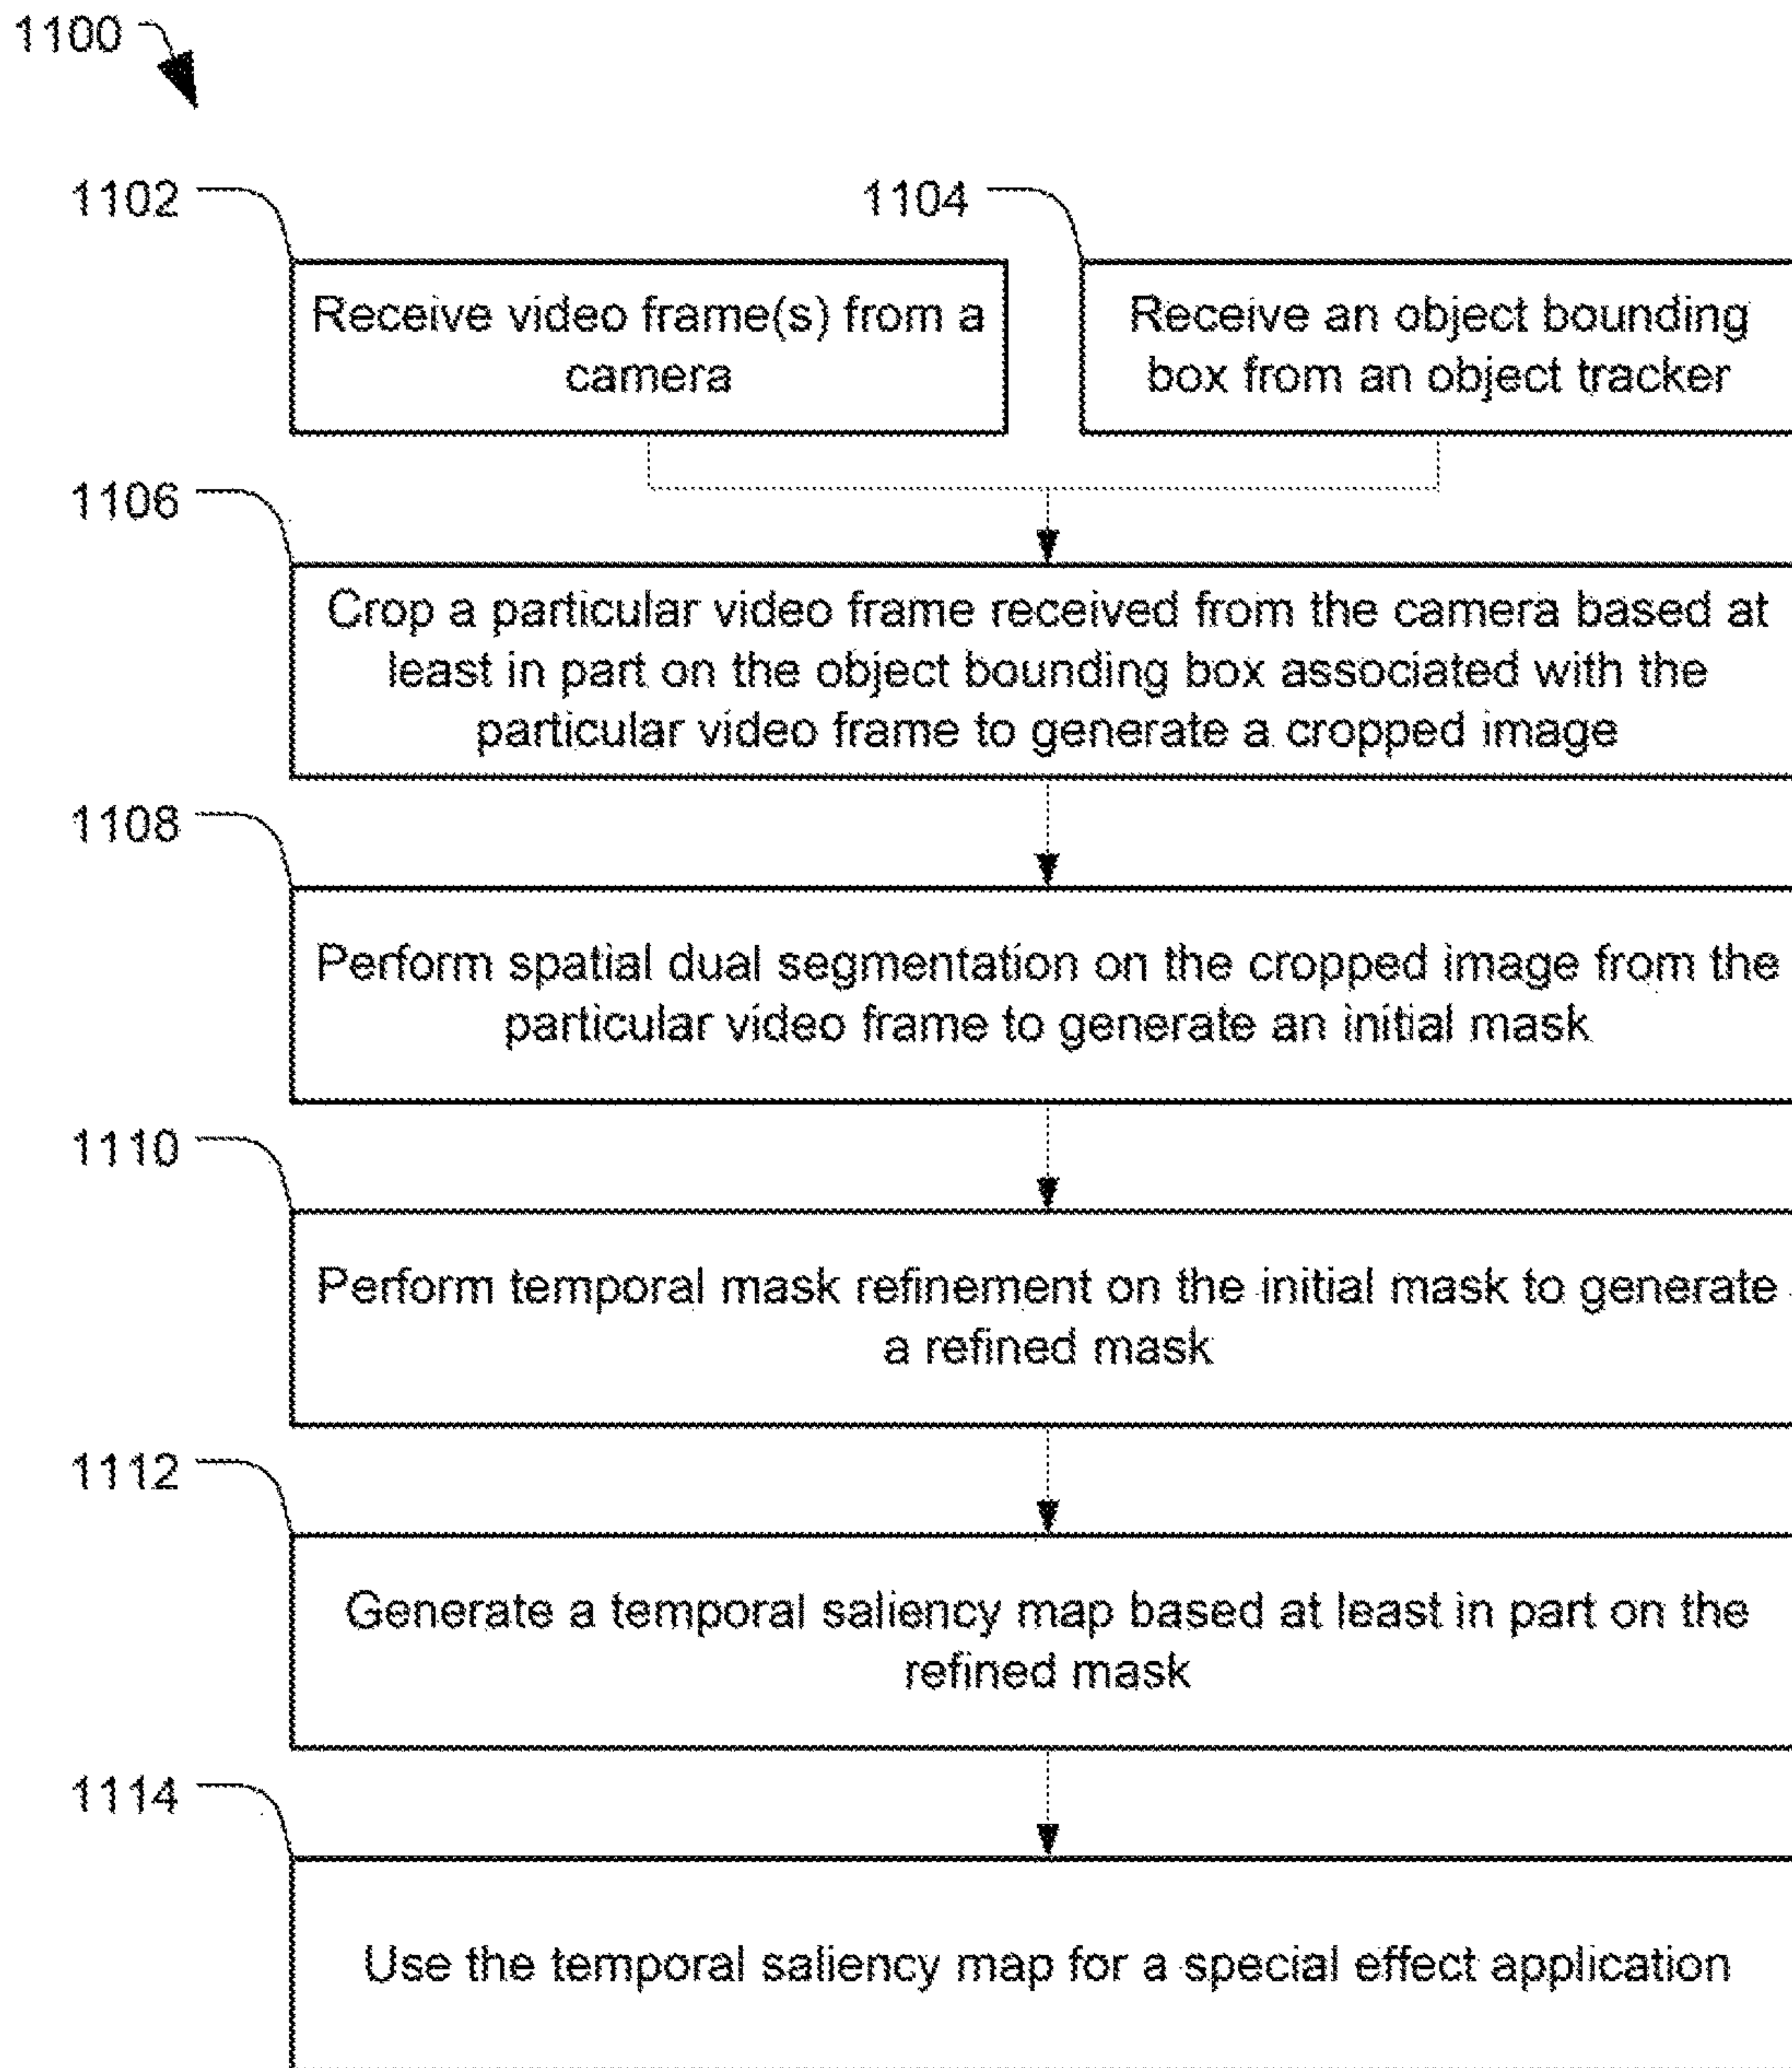 1100
1102
1104
Receive video frame(s) from a
camera
Receive an object bounding
box from an object tracker
1106
Crop a particular video frame received from the camera based at
least in part on the object bounding box associated with the
particular video frame to generate a cropped image
1108
Perform spatial dual segmentation on the cropped image from the
particular video frame to generate an initial mask
1110
Perform temporal mask refinement on the initial mask to generate
a refined mask
1112
Generate a temporal saliency map based at least in part on the
refined mask
1114
Use the temporal saliency map for a special effect application